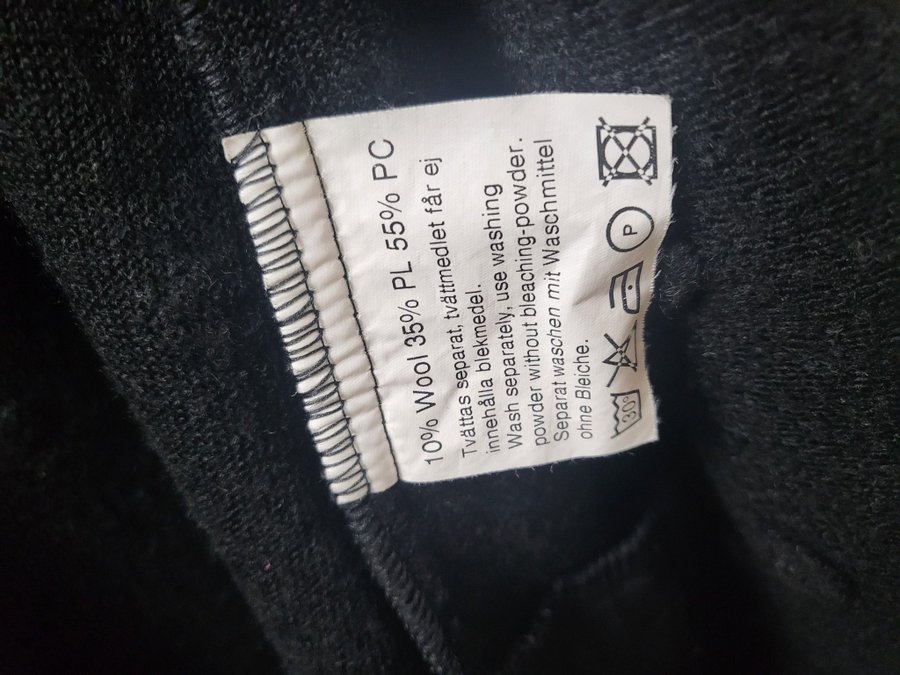 10% Wool 35% PL 55% PC
Tvättas separat, tvättmedlet får ej
innehålla blekmedel.
Wash separately, use washing
powder without bleaching-powder.
Separat waschen mit Waschmittel
ohne Bleiche.
30° P